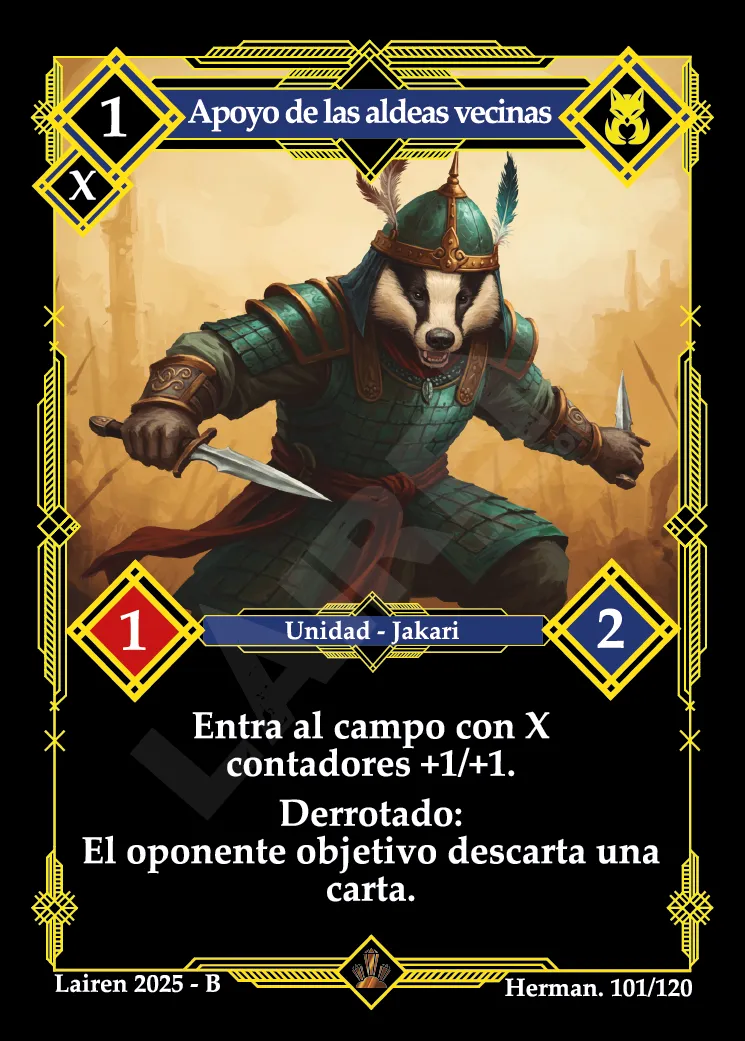 1
Apoyo de las aldeas vecinas
X
1
Unidad - Jakari
2
Entra al campo con X
contadores +1/+1.
Derrotado:
El oponente objetivo descarta una
carta.
Lairen 2025 - B
Herman. 101/120